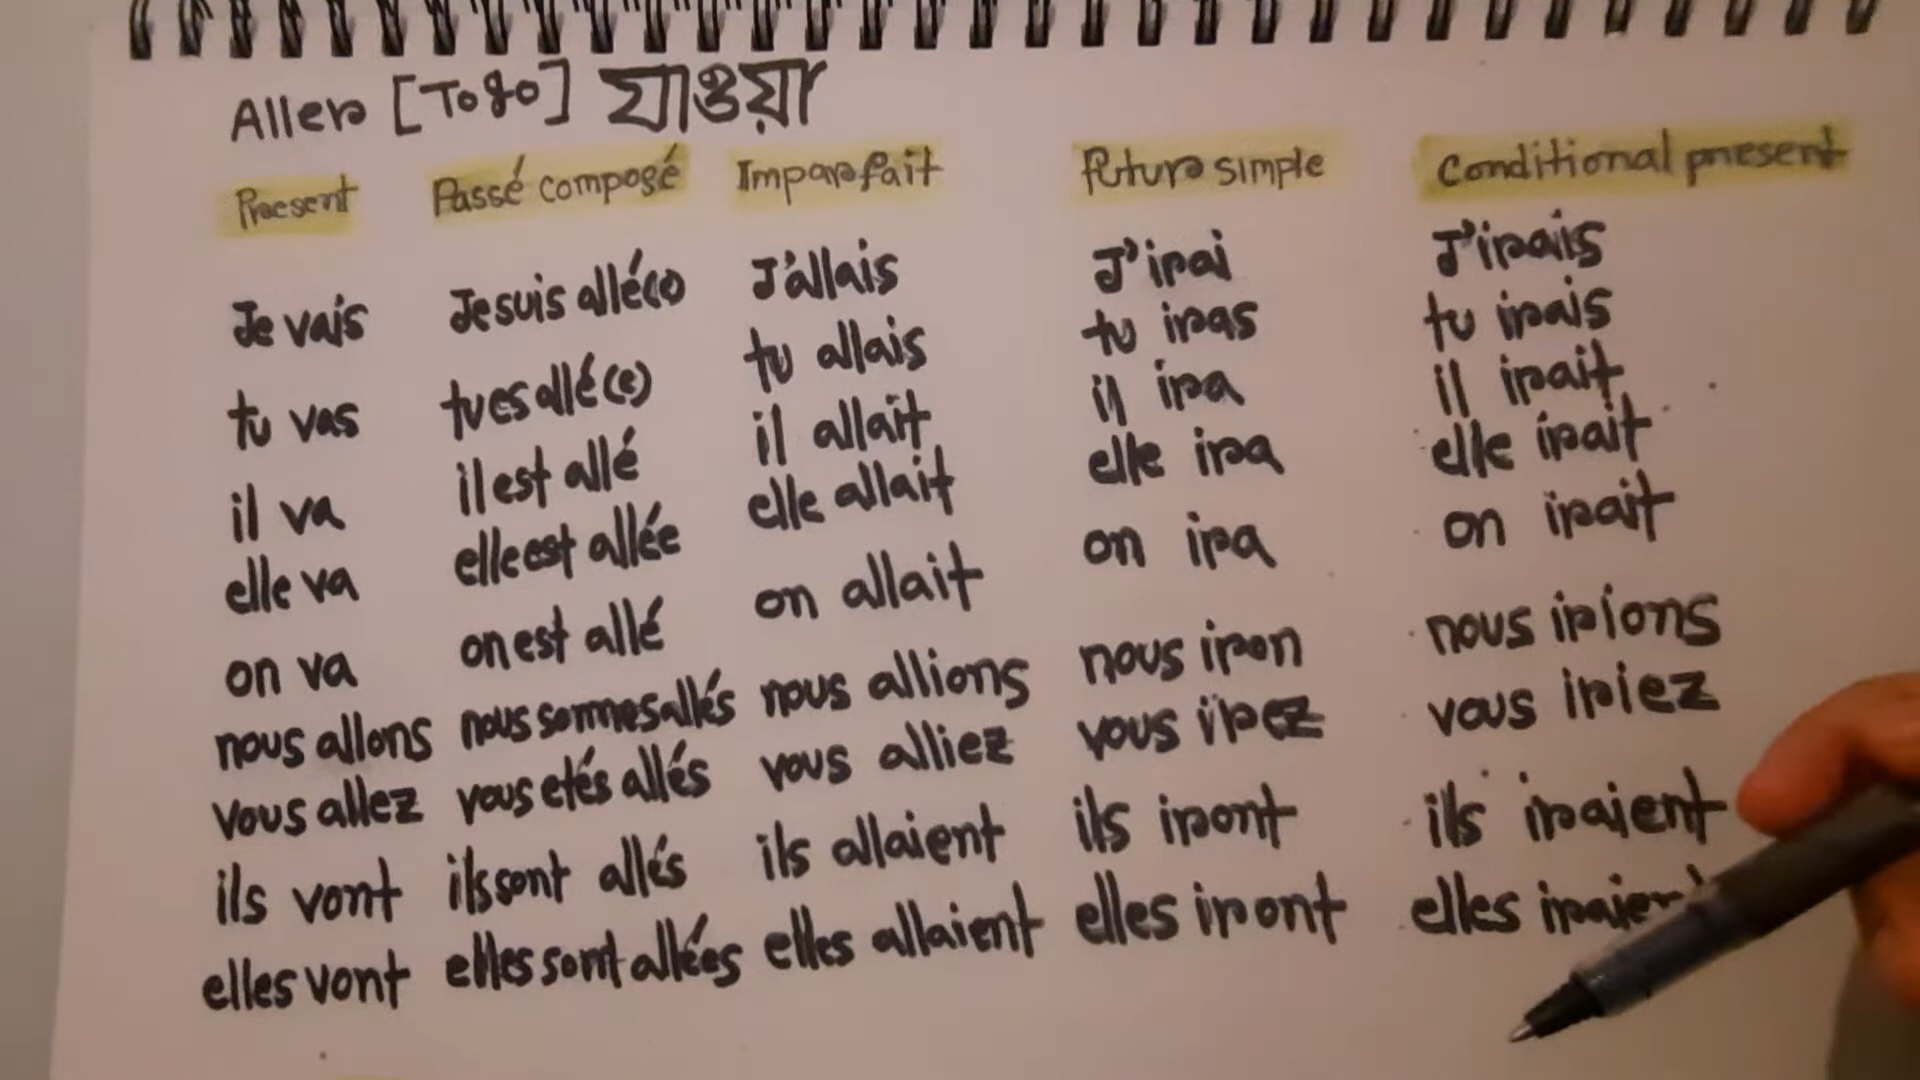 Aller [To go] যাওয়া
Present Passé composé Imparfait Futur simple Conditional present
Je vais Je suis allé(e) J'allais J'irai J'irais
tu vas tu es allé(e) tu allais tu iras tu irais
il va il est allé il allait il ira il irait
elle va elle est allée elle allait elle ira elle irait
on va on est allé on allait on ira on irait
nous allons nous sommes allés nous allions nous iron nous irions
vous allez vous etés allés vous alliez vous irez vous iriez
ils vont ils sont allés ils allaient ils iront ils iraient
elles vont elles sont allées elles allaient elles iront elles